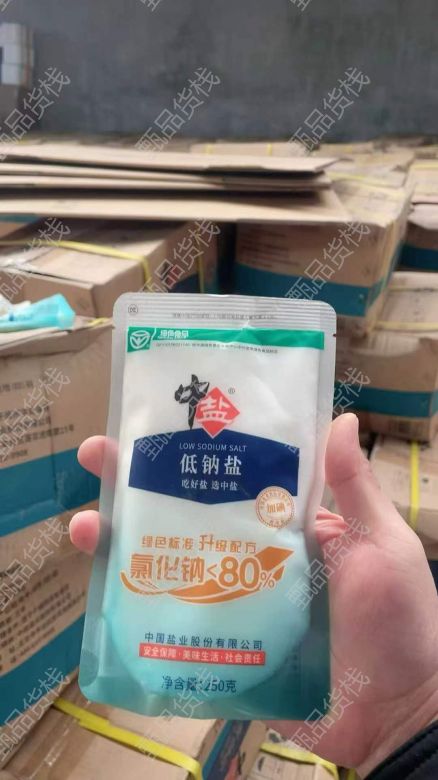 绿色食品
中盐®
LOW SODIUM SALT
低钠盐
吃好盐 选中盐
加碘
绿色标准 升级配方
氯化钠<80%
中国盐业股份有限公司
安全保障·美味生活·社会责任
净含量:250克
甄品货栈